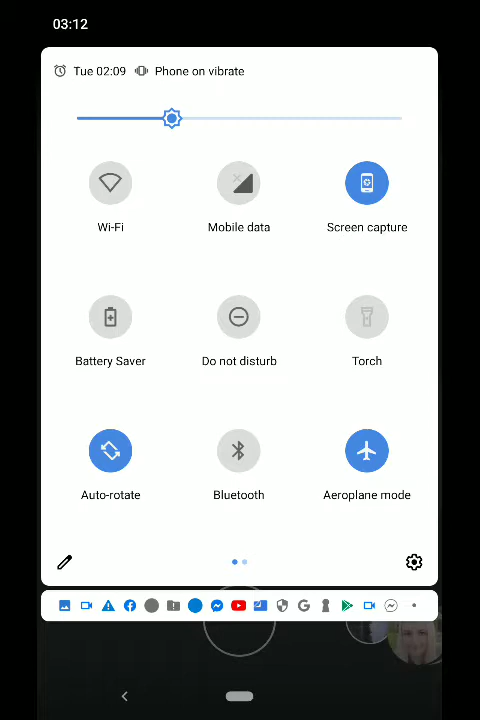 03:12
Tue 02:09 Phone on vibrate
Wi-Fi Mobile data Screen capture
Battery Saver Do not disturb Torch
Auto-rotate Bluetooth Aeroplane mode